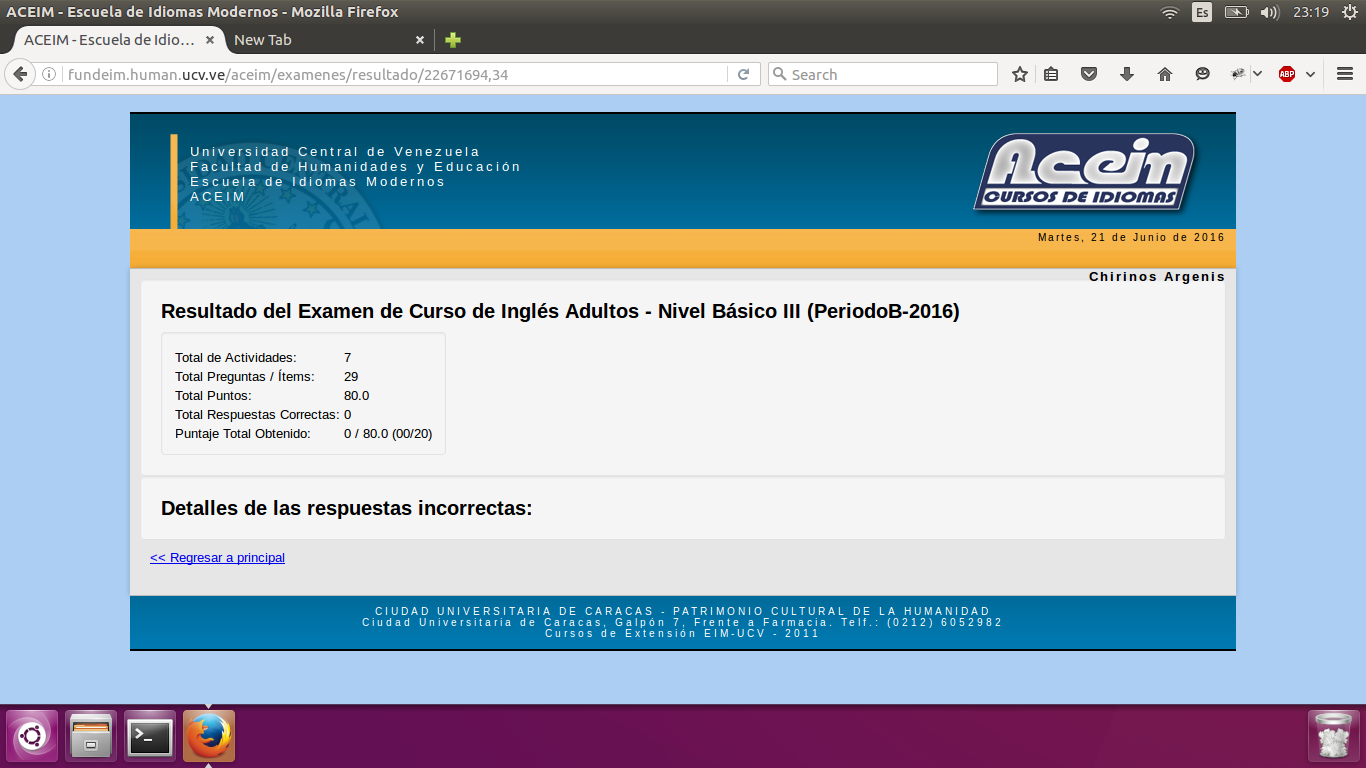 ACEIM - Escuela de Idiomas Modernos - Mozilla Firefox
Es
23:19
ACEIM - Escuela de Idio...
New Tab
fundeim.human.ucv.ve/aceim/examenes/resultado/22671694,34
Search
ABP
Universidad Central de Venezuela
Facultad de Humanidades y Educación
Escuela de Idiomas Modernos
ACEIM
Aceim
CURSOS DE IDIOMAS
Martes, 21 de Junio de 2016
Chirinos Argenis
Resultado del Examen de Curso de Inglés Adultos - Nivel Básico III (PeriodoB-2016)
Total de Actividades: 7
Total Preguntas / Ítems: 29
Total Puntos: 80.0
Total Respuestas Correctas: 0
Puntaje Total Obtenido: 0 / 80.0 (00/20)
Detalles de las respuestas incorrectas:
<< Regresar a principal
CIUDAD UNIVERSITARIA DE CARACAS - PATRIMONIO CULTURAL DE LA HUMANIDAD
Ciudad Universitaria de Caracas, Galpón 7, Frente a Farmacia. Telf.: (0212) 6052982
Cursos de Extensión EIM-UCV - 2011